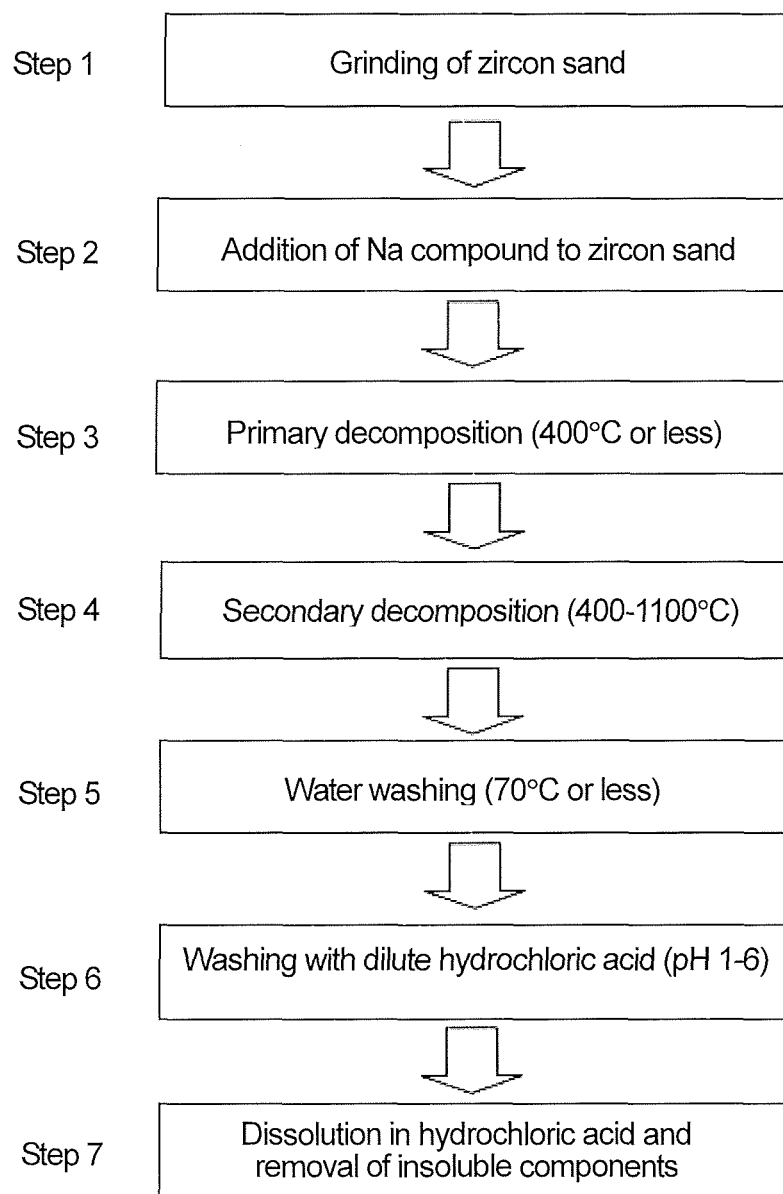 Step 1
Grinding of zircon sand
Step 2
Addition of Na compound to zircon sand
Step 3
Primary decomposition (400°C or less)
Step 4
Secondary decomposition (400-1100°C)
Step 5
Water washing (70°C or less)
Step 6
Washing with dilute hydrochloric acid (pH 1-6)
Step 7
Dissolution in hydrochloric acid and
removal of insoluble components